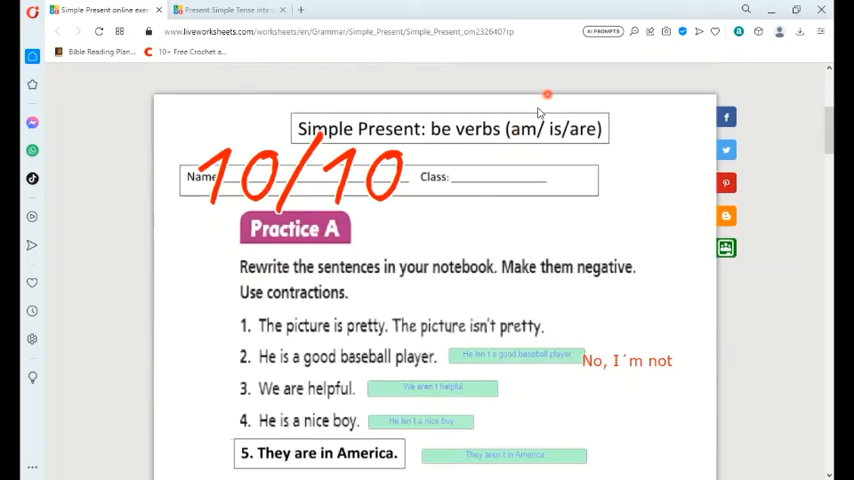 Simple Present online exer
Present Simple Tense inter
www.liveworksheets.com/worksheets/en/Grammar/Simple_Present/Simple_Present_om2326407rp
AI PROMPTS
Bible Reading Plan...
10+ Free Crochet a...
Simple Present: be verbs (am/ is/are)
10/10
Name
Class:
Practice A
Rewrite the sentences in your notebook. Make them negative.
Use contractions.
1. The picture is pretty. The picture isn't pretty.
2. He is a good baseball player. He isn t a good baseball player
No, I´m not
3. We are helpful. We aren t helpful
4. He is a nice boy. He isn't a nice boy
5. They are in America. They aren t in America